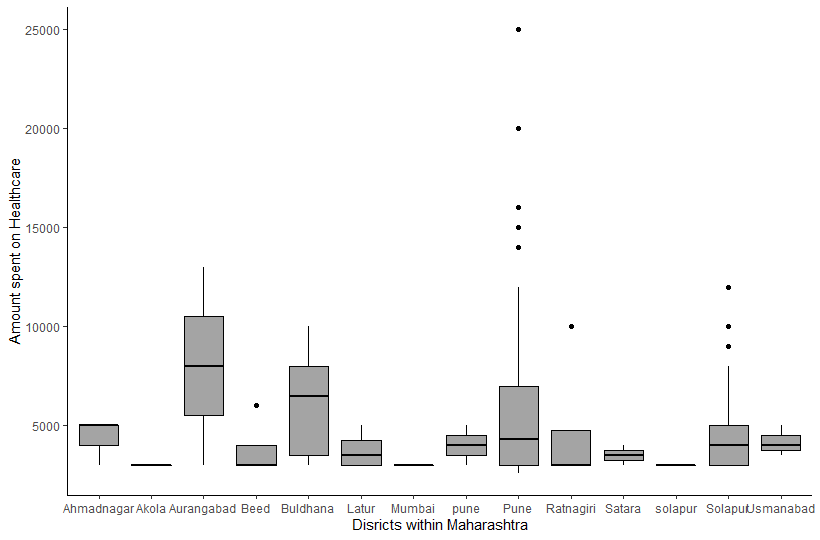 25000
20000
15000
10000
5000
Amount spent on Healthcare
Ahmadnagar Akola Aurangabad Beed Buldhana Latur Mumbai pune Pune Ratnagiri Satara solapur Solapur Usmanabad
Disricts within Maharashtra